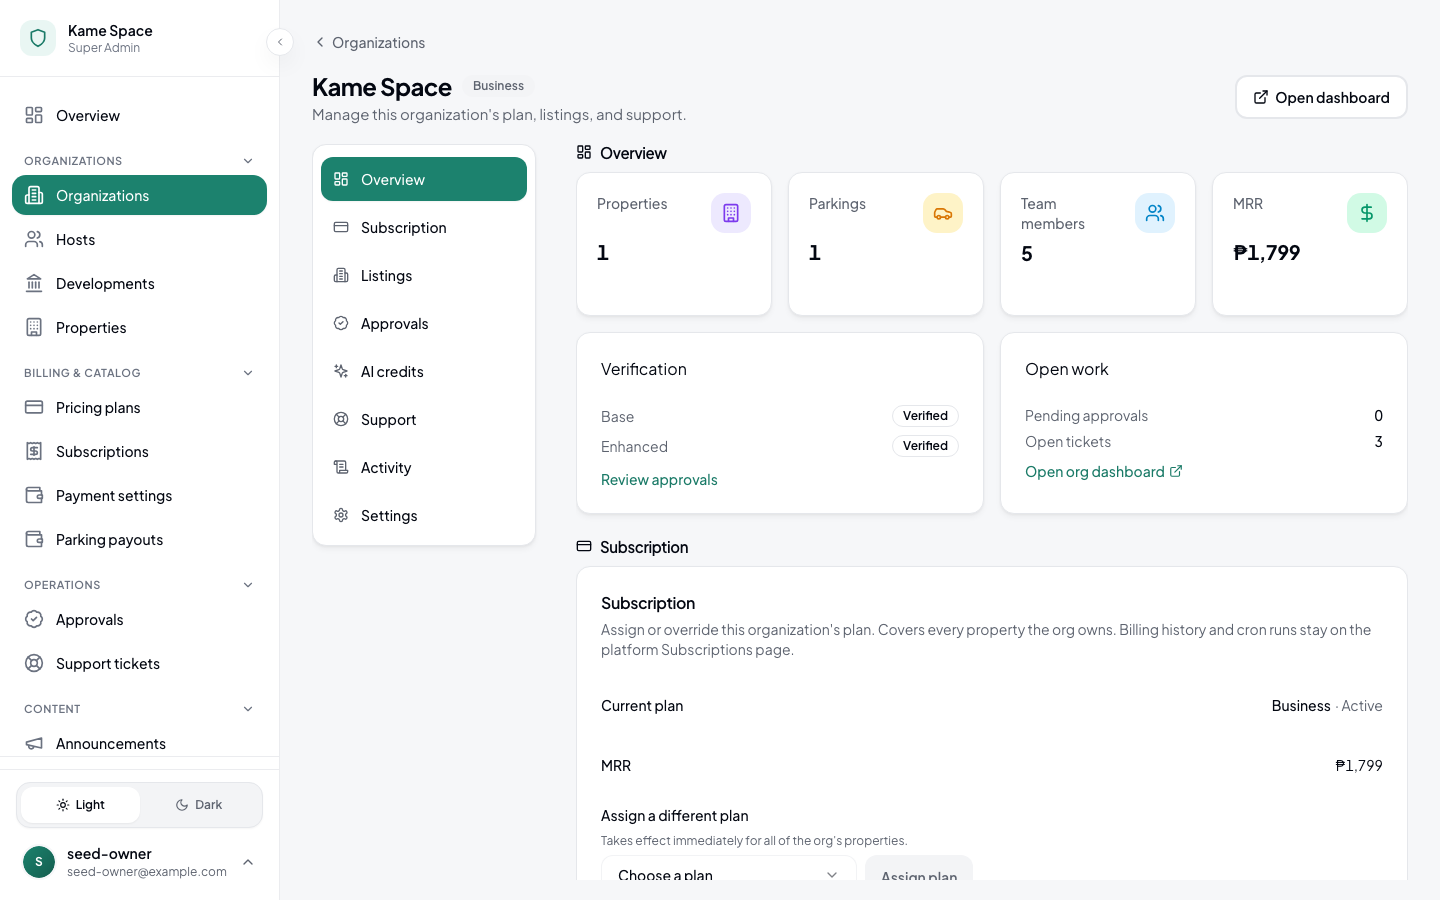 Kame Space
Super Admin
Overview
ORGANIZATIONS
Organizations
Hosts
Developments
Properties
BILLING & CATALOG
Pricing plans
Subscriptions
Payment settings
Parking payouts
OPERATIONS
Approvals
Support tickets
CONTENT
Announcements
Light
Dark
S
seed-owner
seed-owner@example.com
Organizations
Kame Space
Business
Manage this organization's plan, listings, and support.
Open dashboard
Overview
Subscription
Listings
Approvals
AI credits
Support
Activity
Settings
Overview
Properties
1
Parkings
1
Team
members
5
MRR
₱1,799
Verification
Base
Verified
Enhanced
Verified
Review approvals
Open work
Pending approvals
0
Open tickets
3
Open org dashboard
Subscription
Subscription
Assign or override this organization's plan. Covers every property the org owns. Billing history and cron runs stay on the
platform Subscriptions page.
Current plan
Business · Active
MRR
₱1,799
Assign a different plan
Takes effect immediately for all of the org's properties.
Choose a plan
Assign plan